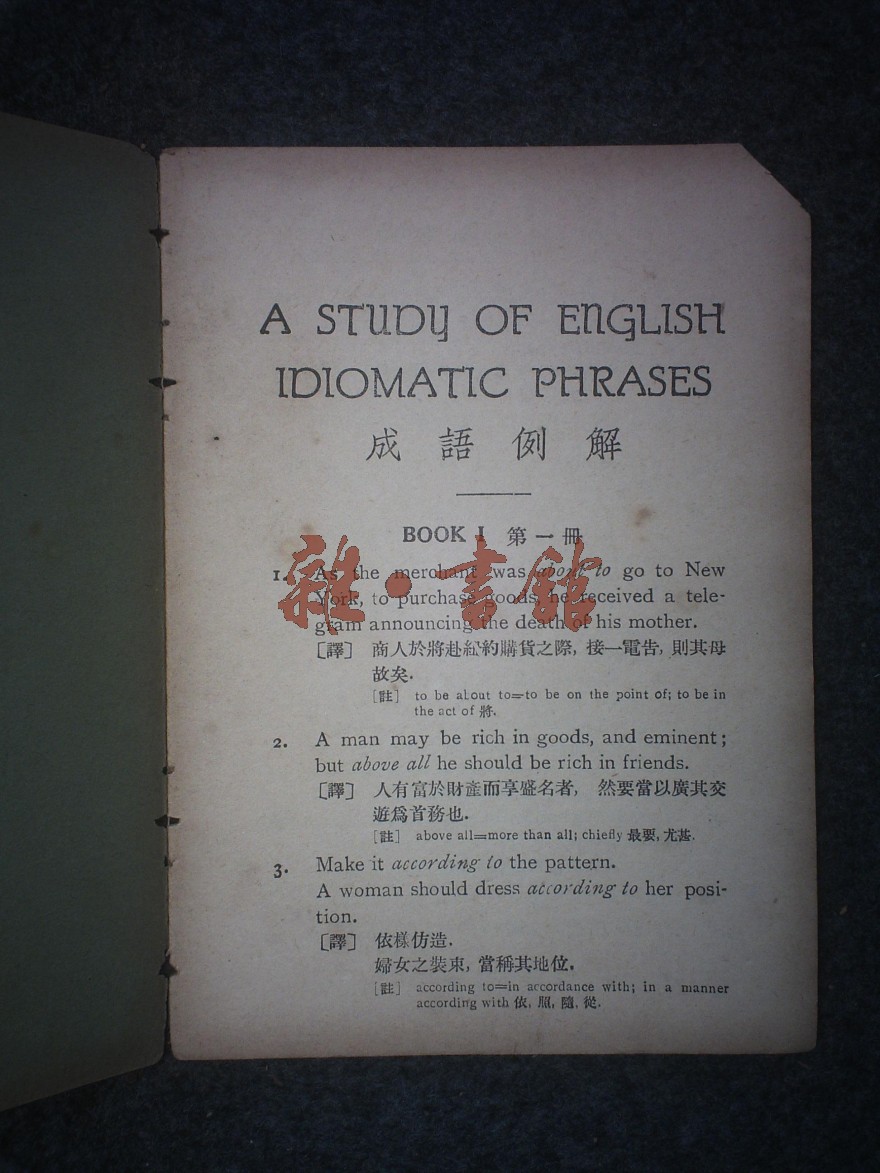 A STUDY OF ENGLISH
IDIOMATIC PHRASES
成語例解
BOOK I 第一冊
1. As the merchant was about to go to New
York, to purchase goods, he received a tele-
gram announcing the death of his mother.
[譯] 商人於將赴紐約購貨之際,接一電告,則其母
故矣.
[註] to be about to=to be on the point of; to be in
the act of 將.
2. A man may be rich in goods, and eminent;
but above all he should be rich in friends.
[譯] 人有富於財產而享盛名者, 然要當以廣其交
遊爲首務也.
[註] above all=more than all; chiefly 最要,尤甚.
3. Make it according to the pattern.
A woman should dress according to her posi-
tion.
[譯] 依樣仿造.
婦女之裝束,當稱其地位.
[註] according to=in accordance with; in a manner
according with 依,照,隨,從.
雜·書館